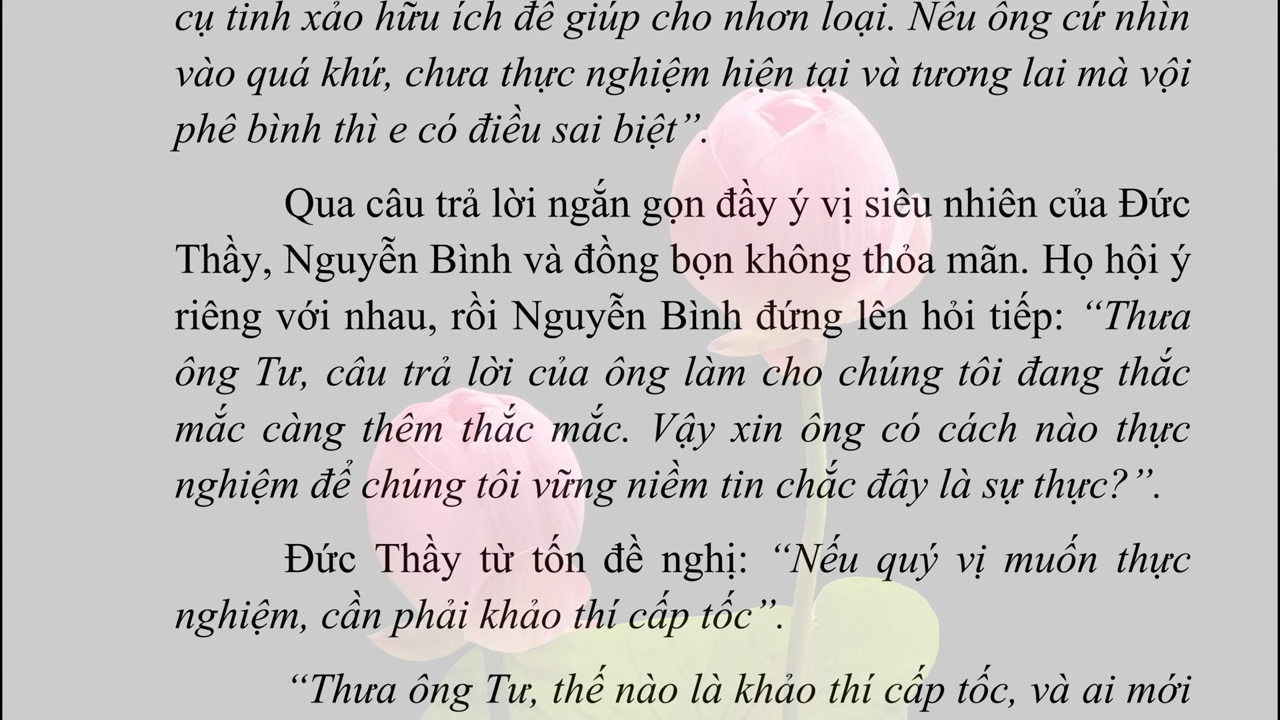 cụ tinh xảo hữu ích để giúp cho nhơn loại. Nếu ông cứ nhìn
vào quá khứ, chưa thực nghiệm hiện tại và tương lai mà vội
phê bình thì e có điều sai biệt”.
Qua câu trả lời ngắn gọn đầy ý vị siêu nhiên của Đức
Thầy, Nguyễn Bình và đồng bọn không thỏa mãn. Họ hội ý
riêng với nhau, rồi Nguyễn Bình đứng lên hỏi tiếp: “Thưa
ông Tư, câu trả lời của ông làm cho chúng tôi đang thắc
mắc càng thêm thắc mắc. Vậy xin ông có cách nào thực
nghiệm để chúng tôi vững niềm tin chắc đây là sự thực?”.
Đức Thầy từ tốn đề nghị: “Nếu quý vị muốn thực
nghiệm, cần phải khảo thí cấp tốc”.
“Thưa ông Tư, thế nào là khảo thí cấp tốc, và ai mới